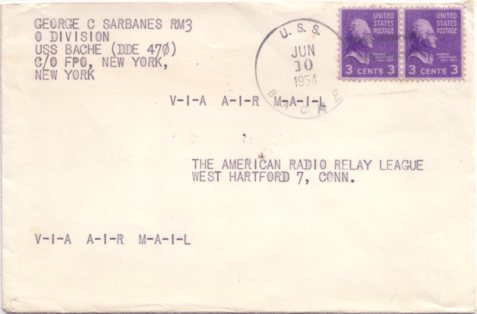 GEORGE C SARBANES RM3
O DIVISION
USS BACHE (DDE 470)
C/O FPO, NEW YORK,
NEW YORK
U. S. S.
JUN
10
1954
BACHE
UNITED STATES POSTAGE
3 CENTS 3
UNITED STATES POSTAGE
3 CENTS 3
V-I-A A-I-R M-A-I-L
THE AMERICAN RADIO RELAY LEAGUE
WEST HARTFORD 7, CONN.
V-I-A A-I-R M-A-I-L